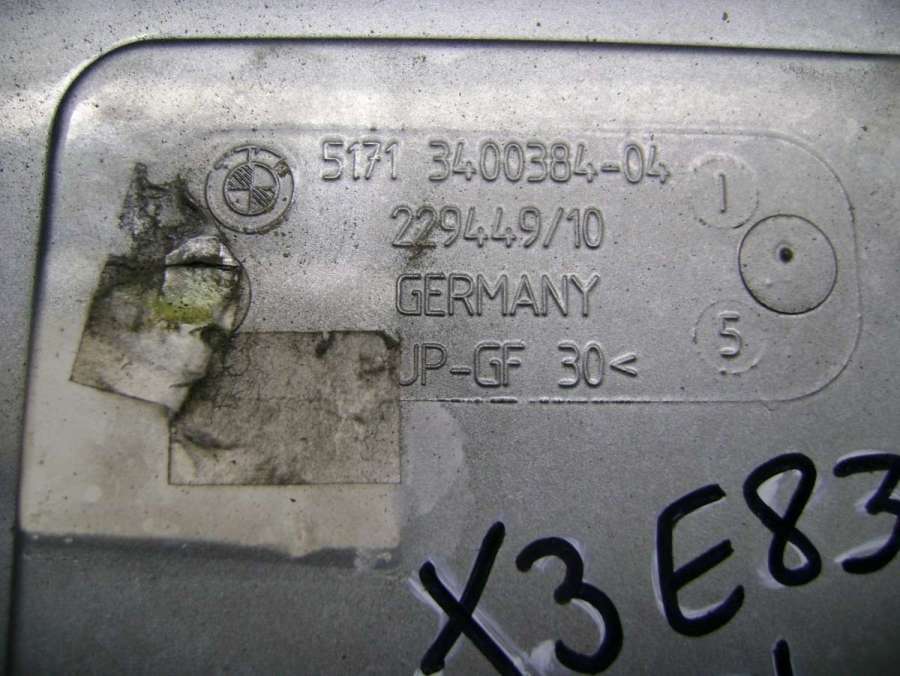 5171 3400384-04
1
229449/10
GERMANY
5
UP-GF 30<
X3 E83